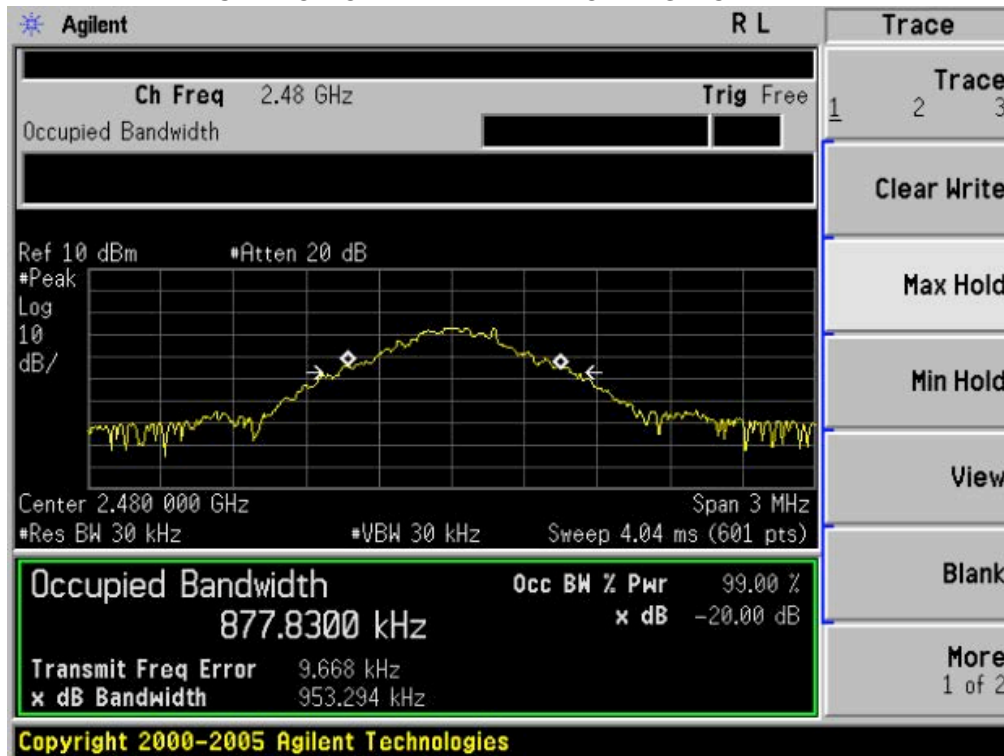 Agilent
R L
Trace
Ch Freq 2.48 GHz
Trig Free
Occupied Bandwidth
Trace
1 2 3
Clear Write
Max Hold
Min Hold
View
Blank
More
1 of 2
Ref 10 dBm #Atten 20 dB
#Peak
Log
10
dB/
Center 2.480 000 GHz Span 3 MHz
#Res BW 30 kHz #VBW 30 kHz Sweep 4.04 ms (601 pts)
Occupied Bandwidth
877.8300 kHz
Occ BW % Pwr 99.00 %
x dB -20.00 dB
Transmit Freq Error 9.668 kHz
x dB Bandwidth 953.294 kHz
Copyright 2000-2005 Agilent Technologies